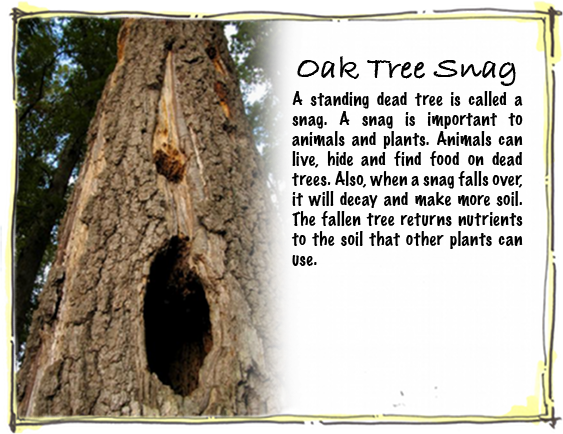 Oak Tree Snag
A standing dead tree is called a
snag. A snag is important to
animals and plants. Animals can
live, hide and find food on dead
trees. Also, when a snag falls over,
it will decay and make more soil.
The fallen tree returns nutrients
to the soil that other plants can
use.